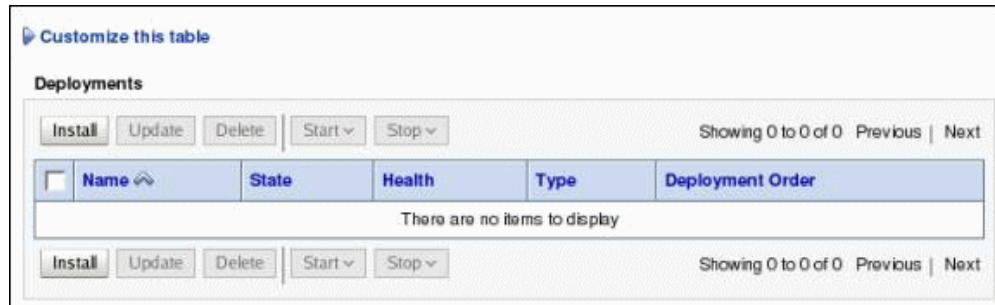 Customize this table
Deployments
Install Update Delete Start Stop Showing 0 to 0 of 0 Previous | Next
Name State Health Type Deployment Order
There are no items to display
Install Update Delete Start Stop Showing 0 to 0 of 0 Previous | Next